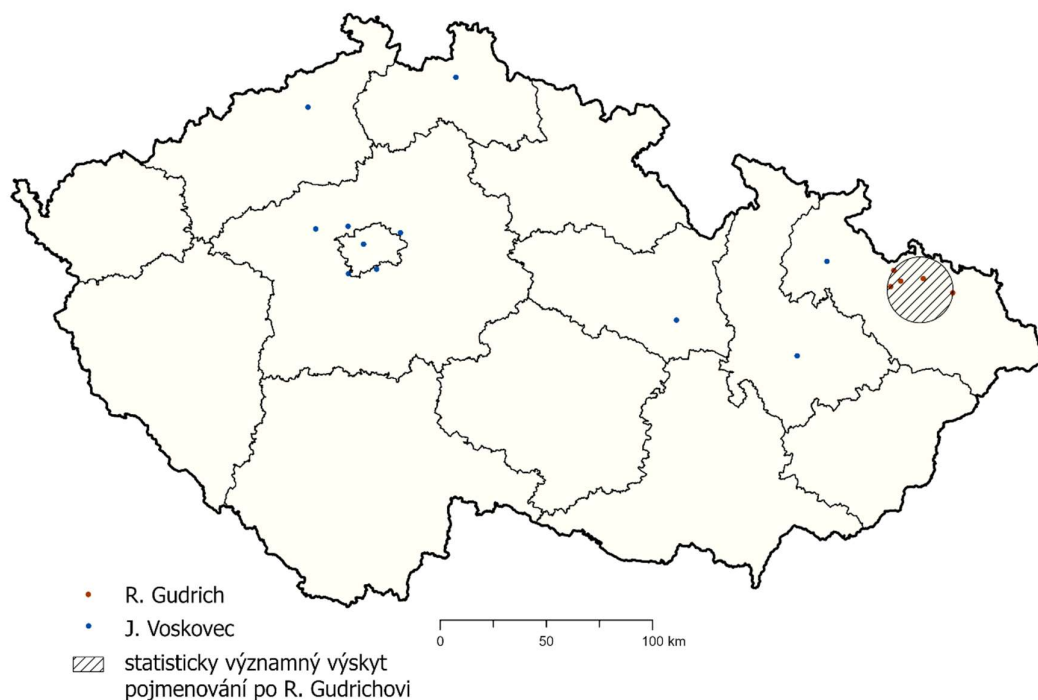 R. Gudrich
J. Voskovec
statisticky významný výskyt
pojmenování po R. Gudrichovi
0 50 100 km